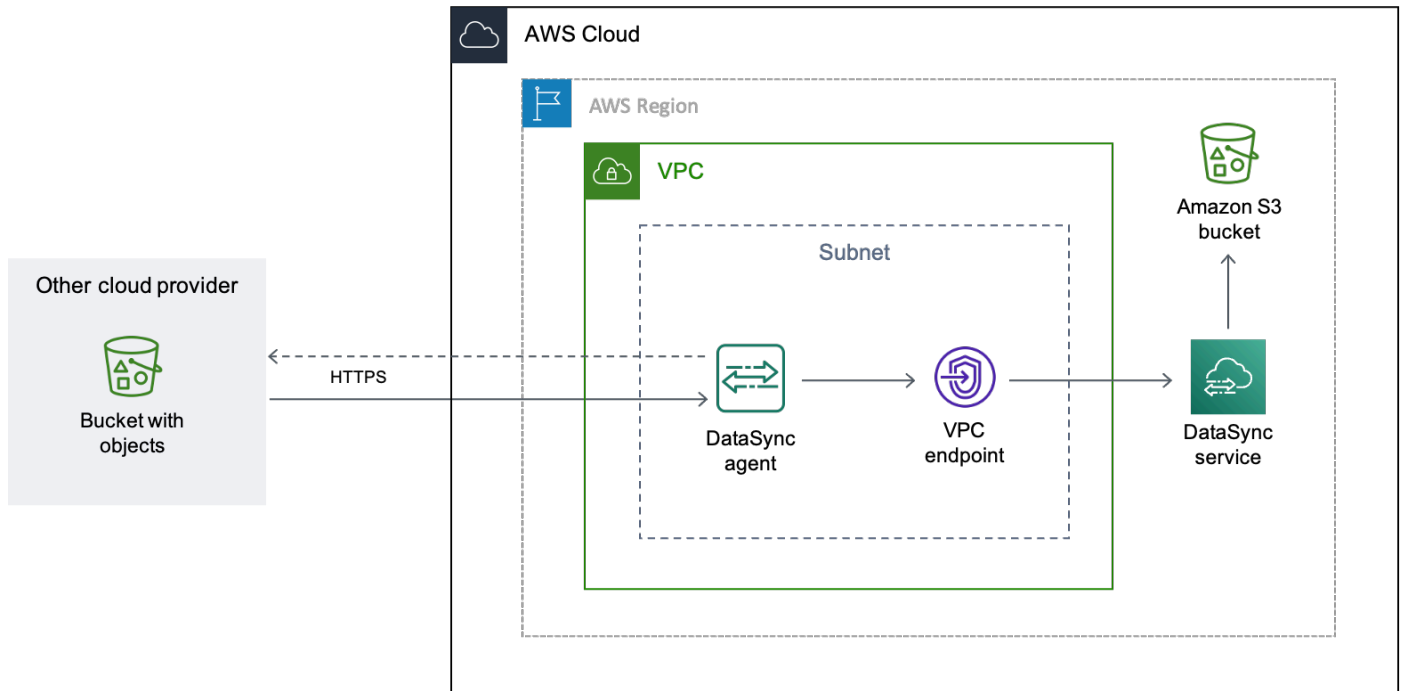 AWS Cloud
AWS Region
VPC
Subnet
Amazon S3
bucket
Other cloud provider
Bucket with
objects
HTTPS
DataSync
agent
VPC
endpoint
DataSync
service